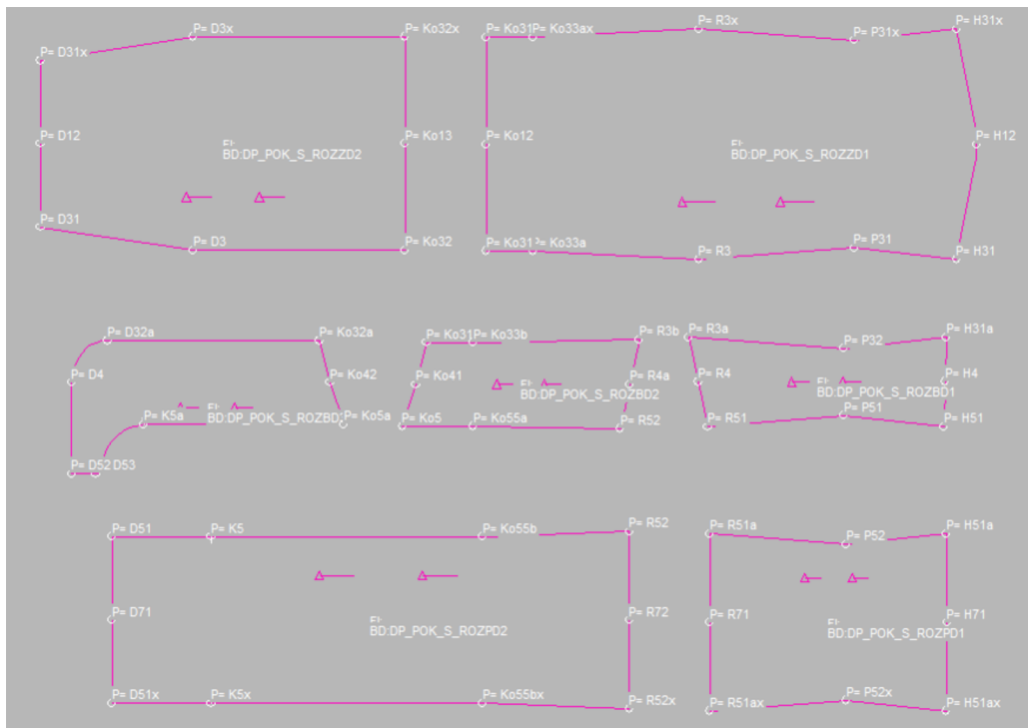 P= D3x
P= Ko32x
P= Ko31
P= Ko33ax
P= R3x
P= P31x
P= H31x
P= D31x
P= D12
P= Ko13
P= Ko12
P= H12
BD:DP_POK_S_ROZZD2
BD:DP_POK_S_ROZZD1
P= D31
P= D3
P= Ko32
P= Ko31
P= Ko33a
P= R3
P= P31
P= H31
P= D32a
P= Ko32a
P= Ko31
P= Ko33b
P= R3b
P= R3a
P= P32
P= H31a
P= D4
P= Ko42
P= Ko41
P= R4a
P= R4
P= H4
BD:DP_POK_S_ROZBD2
BD:DP_POK_S_ROZBD1
P= K5a
P= Ko5a
BD:DP_POK_S_ROZBD
P= Ko5
P= Ko55a
P= R52
P= R51
P= P51
P= H51
P= D52
D53
P= D51
P= K5
P= Ko55b
P= R52
P= R51a
P= P52
P= H51a
P= D71
P= R72
P= R71
P= H71
BD:DP_POK_S_ROZPD2
BD:DP_POK_S_ROZPD1
P= D51x
P= K5x
P= Ko55bx
P= R52x
P= R51ax
P= P52x
P= H51ax